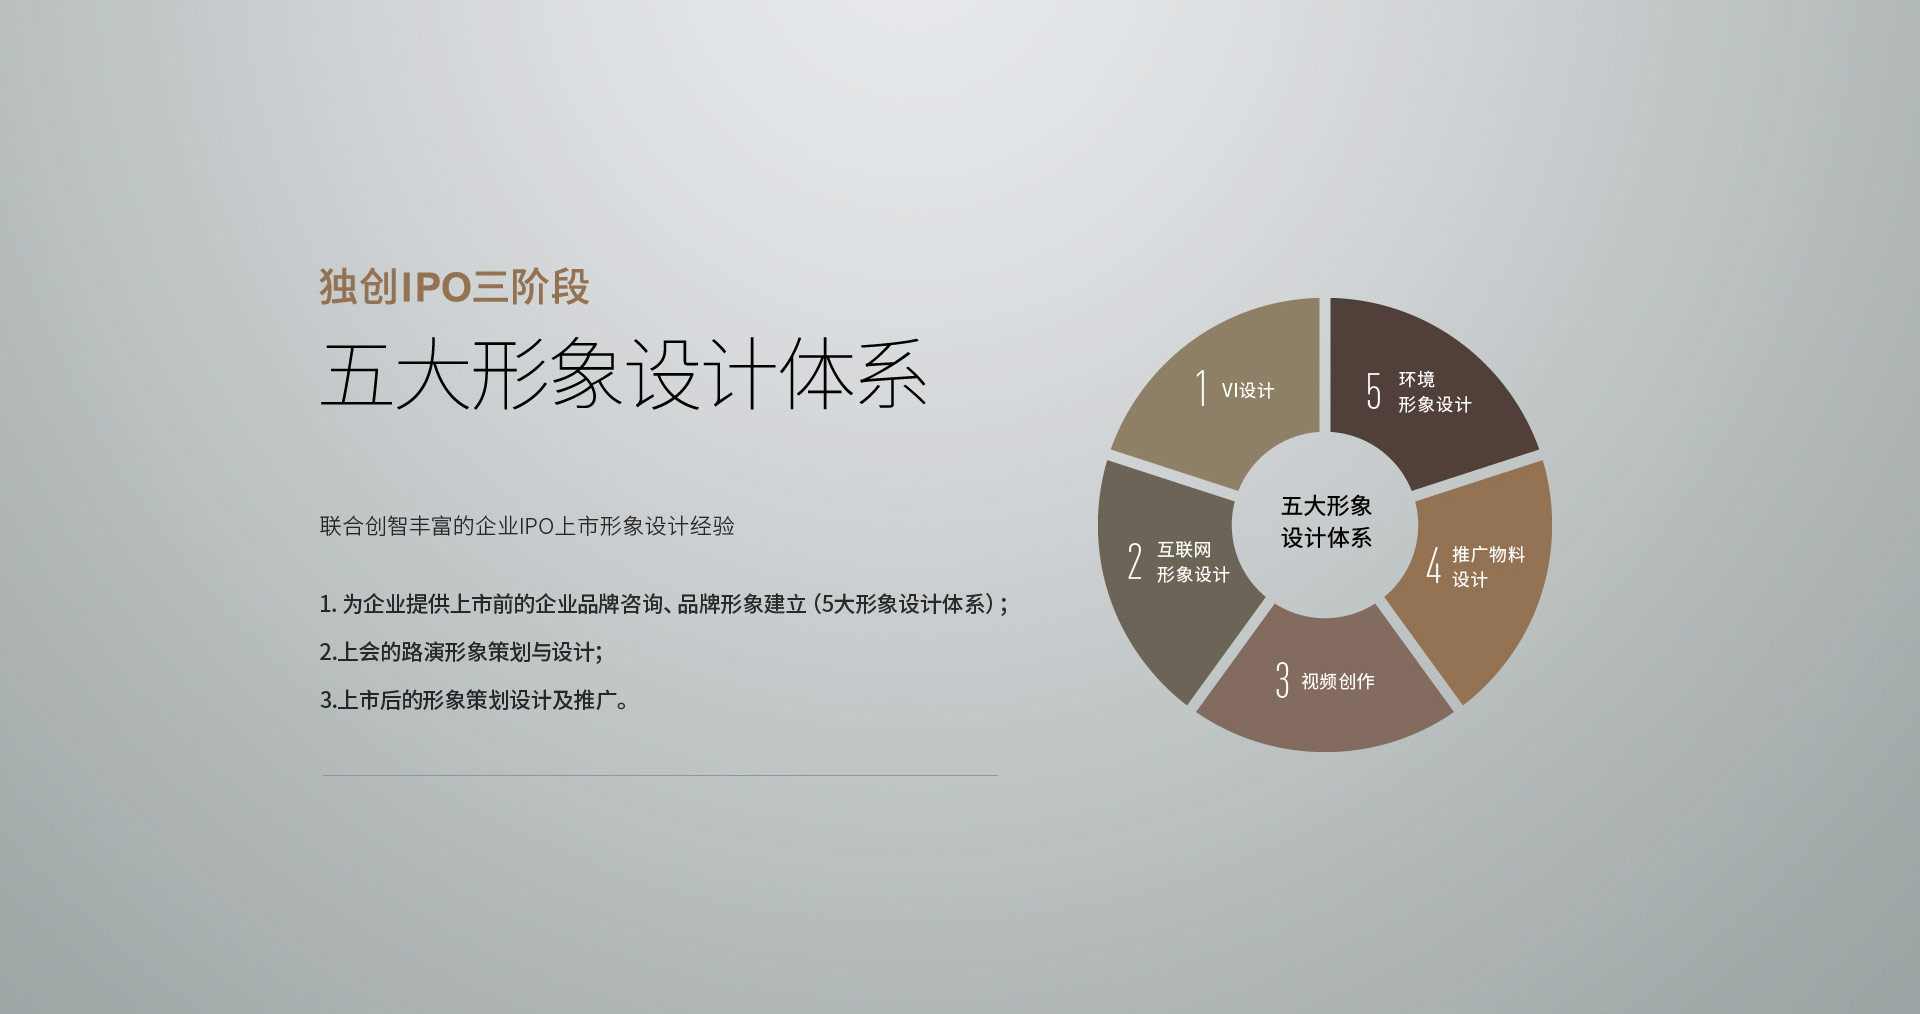 独创IPO三阶段
五大形象设计体系
联合创智丰富的企业IPO上市形象设计经验
1. 为企业提供上市前的企业品牌咨询、品牌形象建立（5大形象设计体系）；
2.上会的路演形象策划与设计；
3.上市后的形象策划设计及推广。
五大形象
设计体系
1 VI设计
2 互联网
形象设计
3 视频创作
4 推广物料
设计
5 环境
形象设计